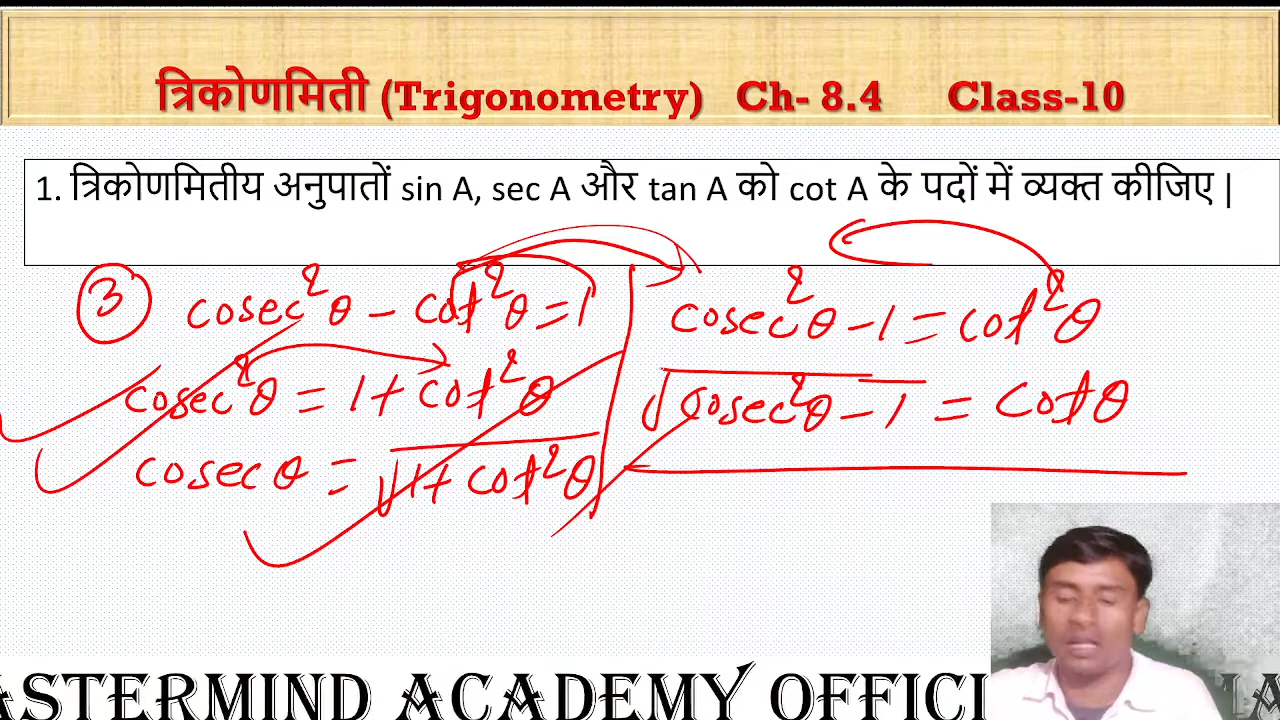 त्रिकोणमिती (Trigonometry) Ch- 8.4 Class-10
1. त्रिकोणमितीय अनुपातों sin A, sec A और tan A को cot A के पदों में व्यक्त कीजिए |
③ cosec²θ - cot²θ = 1
cosec²θ = 1 + cot²θ
cosecθ = √1 + cot²θ
cosec²θ - 1 = cot²θ
√cosec²θ - 1 = cotθ
ASTERMIND ACADEMY OFFICI